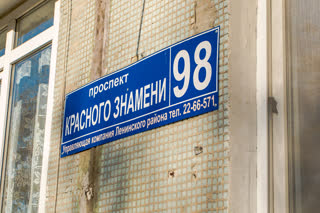 проспект
КРАСНОГО ЗНАМЕНИ 98
Управляющая компания Ленинского района тел. 22-66-571,